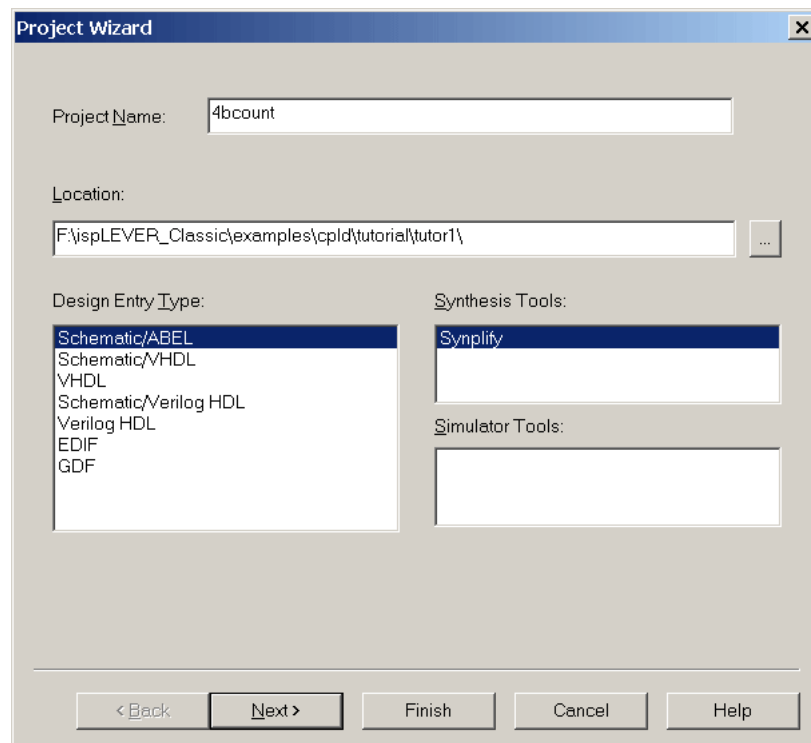 Project Wizard
Project Name:
4bcount
Location:
F:\ispLEVER_Classic\examples\cpld\tutorial\tutor1\
...
Design Entry Type:
Schematic/ABEL
Schematic/VHDL
VHDL
Schematic/Verilog HDL
Verilog HDL
EDIF
GDF
Synthesis Tools:
Synplify
Simulator Tools:
< Back
Next >
Finish
Cancel
Help